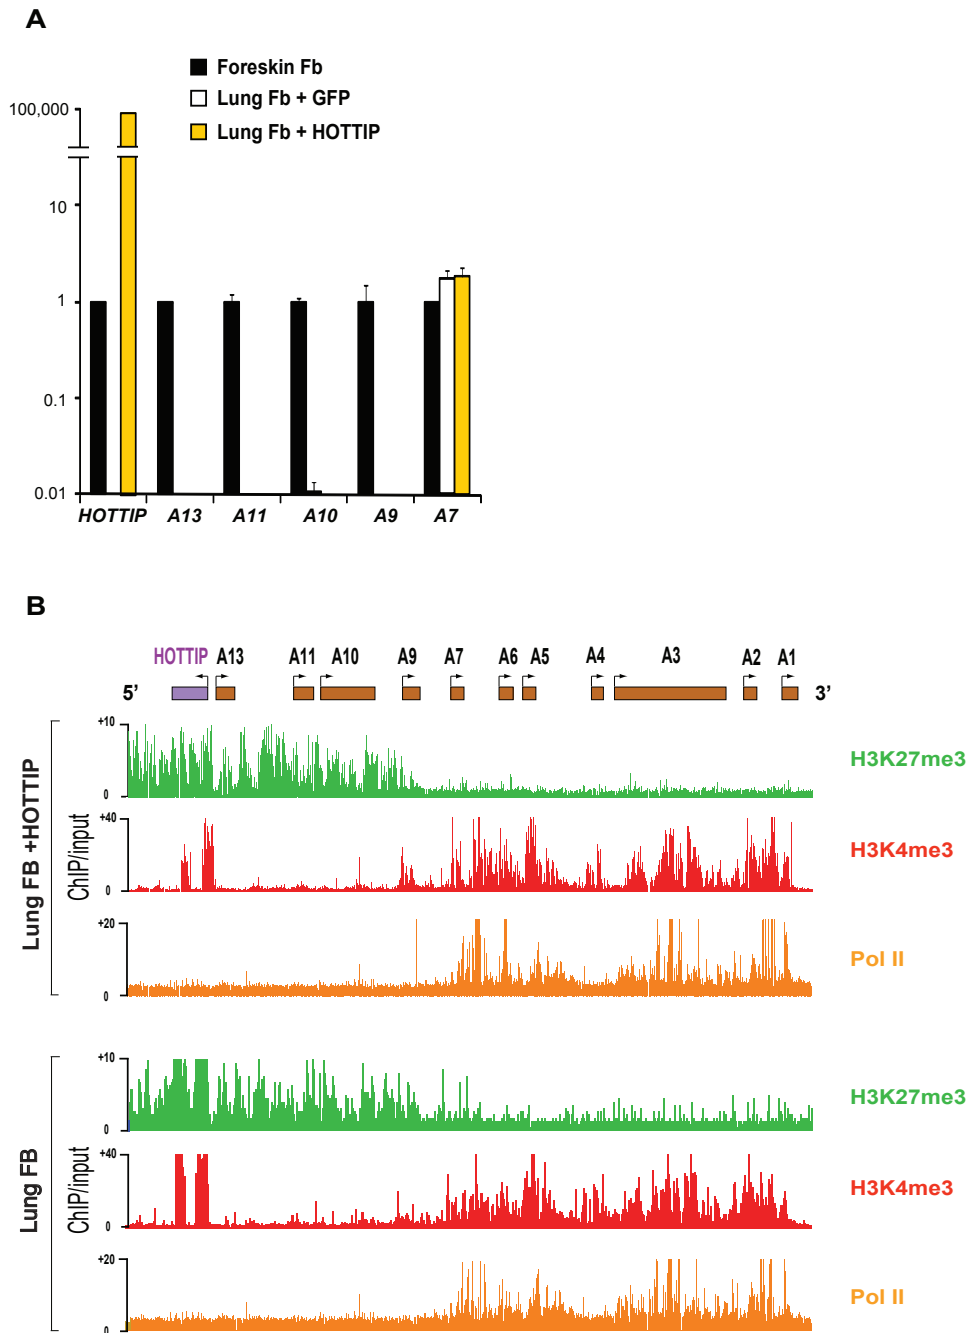 A
Foreskin Fb
Lung Fb + GFP
Lung Fb + HOTTIP
100,000
10
1
0.1
0.01
HOTTIP A13 A11 A10 A9 A7
B
HOTTIP A13 A11 A10 A9 A7 A6 A5 A4 A3 A2 A1
5’ 3’
Lung FB +HOTTIP
ChIP/input
+10
0
H3K27me3
+40
0
H3K4me3
+20
0
Pol II
Lung FB
ChIP/input
+10
0
H3K27me3
+40
0
H3K4me3
+20
0
Pol II